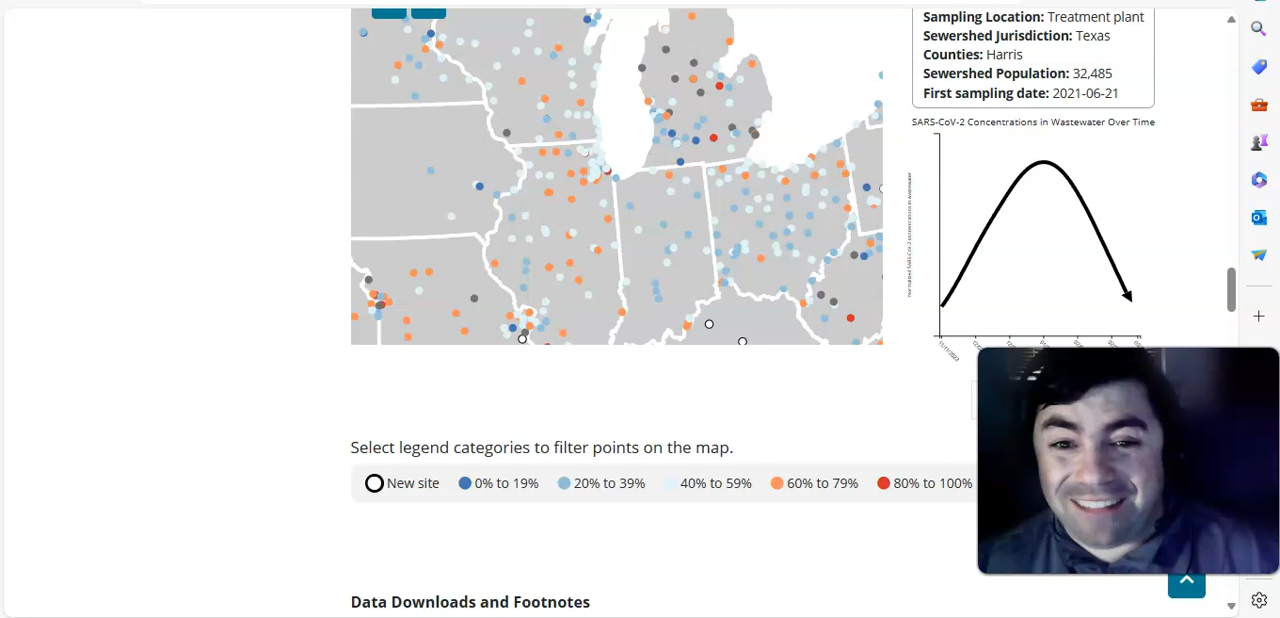 Sampling Location: Treatment plant
Sewershed Jurisdiction: Texas
Counties: Harris
Sewershed Population: 32,485
First sampling date: 2021-06-21
SARS-CoV-2 Concentrations in Wastewater Over Time
Select legend categories to filter points on the map.
New site 0% to 19% 20% to 39% 40% to 59% 60% to 79% 80% to 100%
Data Downloads and Footnotes